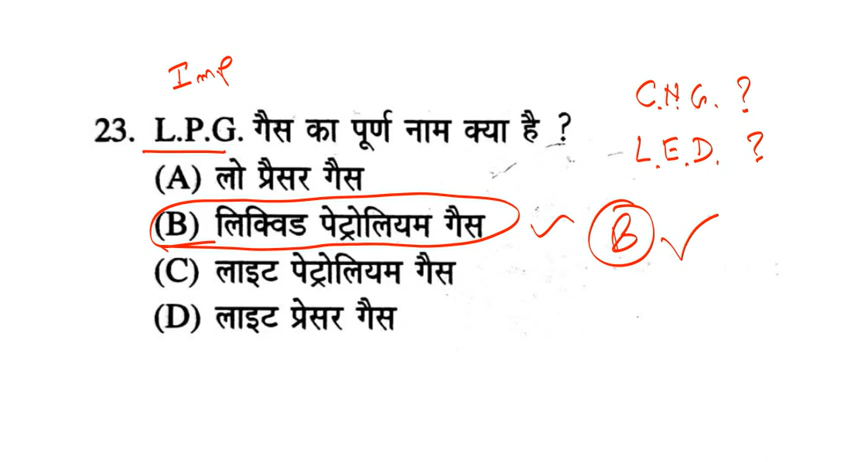 Imp
C.N.G. ?
23. L.P.G. गैस का पूर्ण नाम क्या है ?
L.E.D. ?
(A) लो प्रैसर गैस
(B) लिक्विड पेट्रोलियम गैस
B
(C) लाइट पेट्रोलियम गैस
(D) लाइट प्रेसर गैस